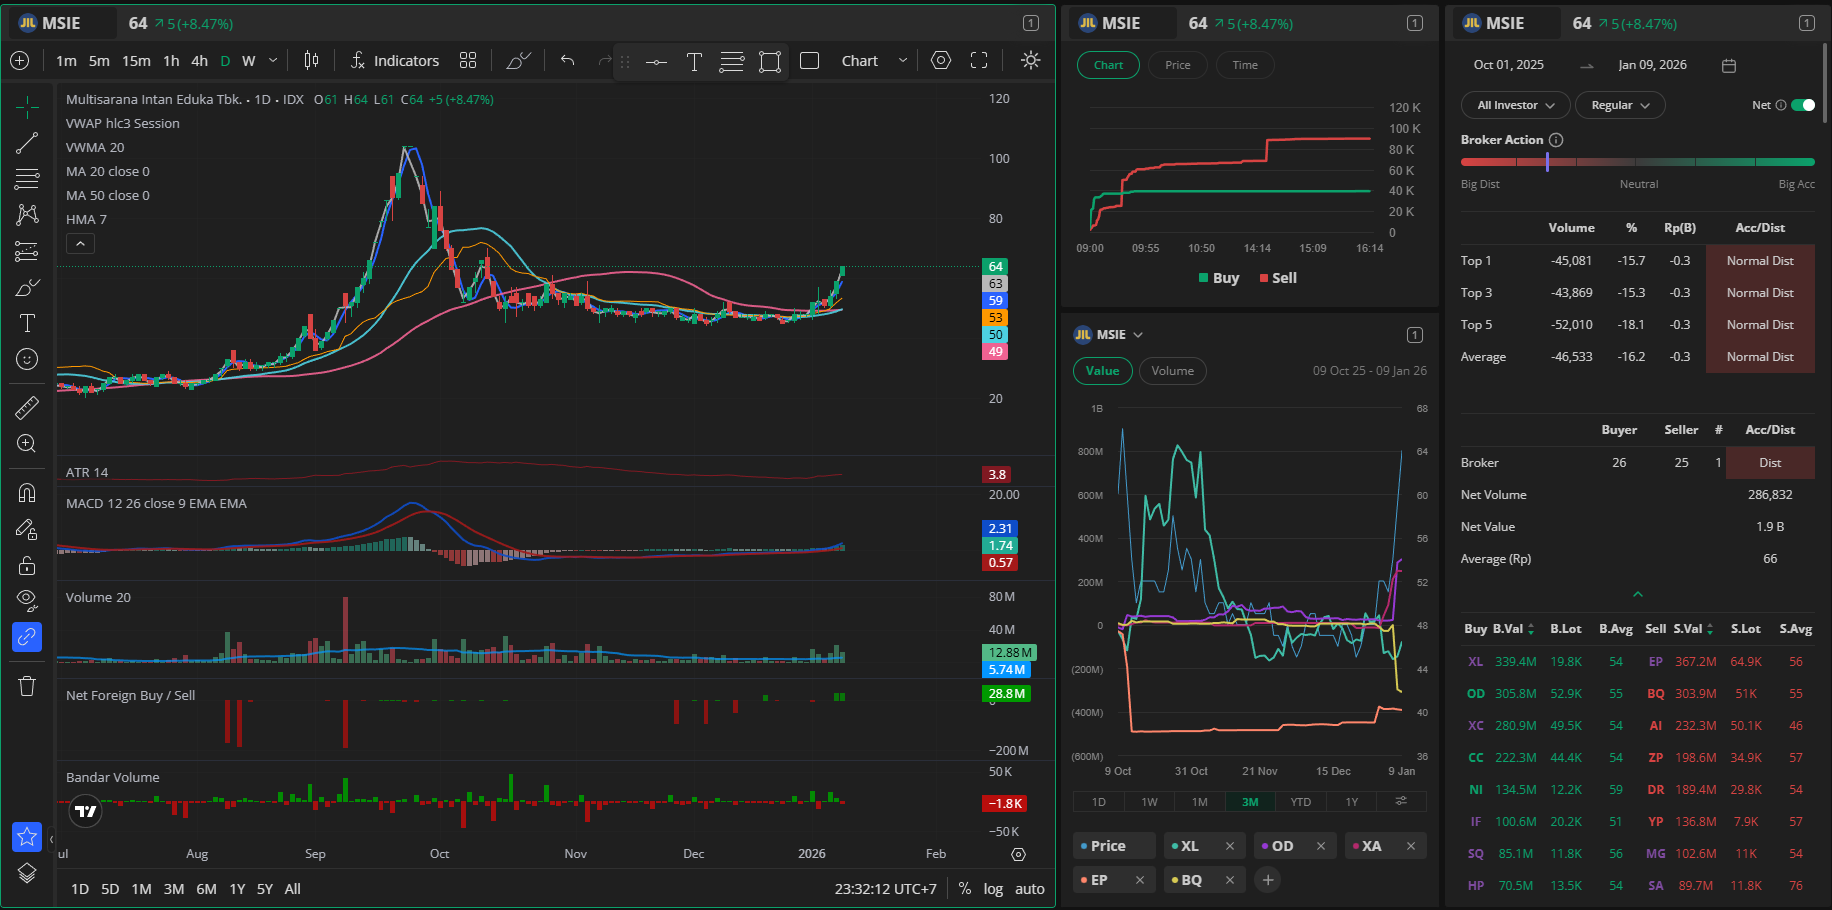 MSIE 64 5 (+8.47%) 1
1m 5m 15m 1h 4h D W Indicators Chart
Multisarana Intan Eduka Tbk. • 1D • IDX O61 H64 L61 C64 +5 (+8.47%)
VWAP hlc3 Session
VWMA 20
MA 20 close 0
MA 50 close 0
HMA 7
120
100
80
64
63
59
53
50
49
20
ATR 14
3.8
MACD 12 26 close 9 EMA EMA
20.00
2.31
1.74
0.57
Volume 20
80 M
40 M
12.88 M
5.74 M
Net Foreign Buy / Sell
28.8 M
−200 M
Bandar Volume
50 K
−1.8 K
−50 K
ul Aug Sep Oct Nov Dec 2026 Feb
1D 5D 1M 3M 6M 1Y 5Y All 23:32:12 UTC+7 % log auto
MSIE 64 5 (+8.47%) 1
Chart Price Time
120 K
100 K
80 K
60 K
40 K
20 K
0
09:00 09:55 10:50 14:14 15:09 16:14
Buy Sell
MSIE 1
Value Volume 09 Oct 25 - 09 Jan 26
1B 68
800M 64
600M 60
400M 56
200M 52
0 48
(200M) 44
(400M) 40
(600M) 36
9 Oct 31 Oct 21 Nov 15 Dec 9 Jan
1D 1W 1M 3M YTD 1Y
Price XL OD XA
EP BQ
MSIE 64 5 (+8.47%) 1
Oct 01, 2025 Jan 09, 2026
All Investor Regular Net
Broker Action
Big Dist Neutral Big Acc
Volume % Rp(B) Acc/Dist
Top 1 -45,081 -15.7 -0.3 Normal Dist
Top 3 -43,869 -15.3 -0.3 Normal Dist
Top 5 -52,010 -18.1 -0.3 Normal Dist
Average -46,533 -16.2 -0.3 Normal Dist
Buyer Seller # Acc/Dist
Broker 26 25 1 Dist
Net Volume 286,832
Net Value 1.9 B
Average (Rp) 66
Buy B.Val B.Lot B.Avg Sell S.Val S.Lot S.Avg
XL 339.4M 19.8K 54 EP 367.2M 64.9K 56
OD 305.8M 52.9K 55 BQ 303.9M 51K 55
XC 280.9M 49.5K 54 AI 232.3M 50.1K 46
CC 222.3M 44.4K 54 ZP 198.6M 34.9K 57
NI 134.5M 12.2K 59 DR 189.4M 29.8K 54
IF 100.6M 20.2K 51 YP 136.8M 7.9K 57
SQ 85.1M 11.8K 56 MG 102.6M 11K 54
HP 70.5M 13.5K 54 SA 89.7M 11.8K 76